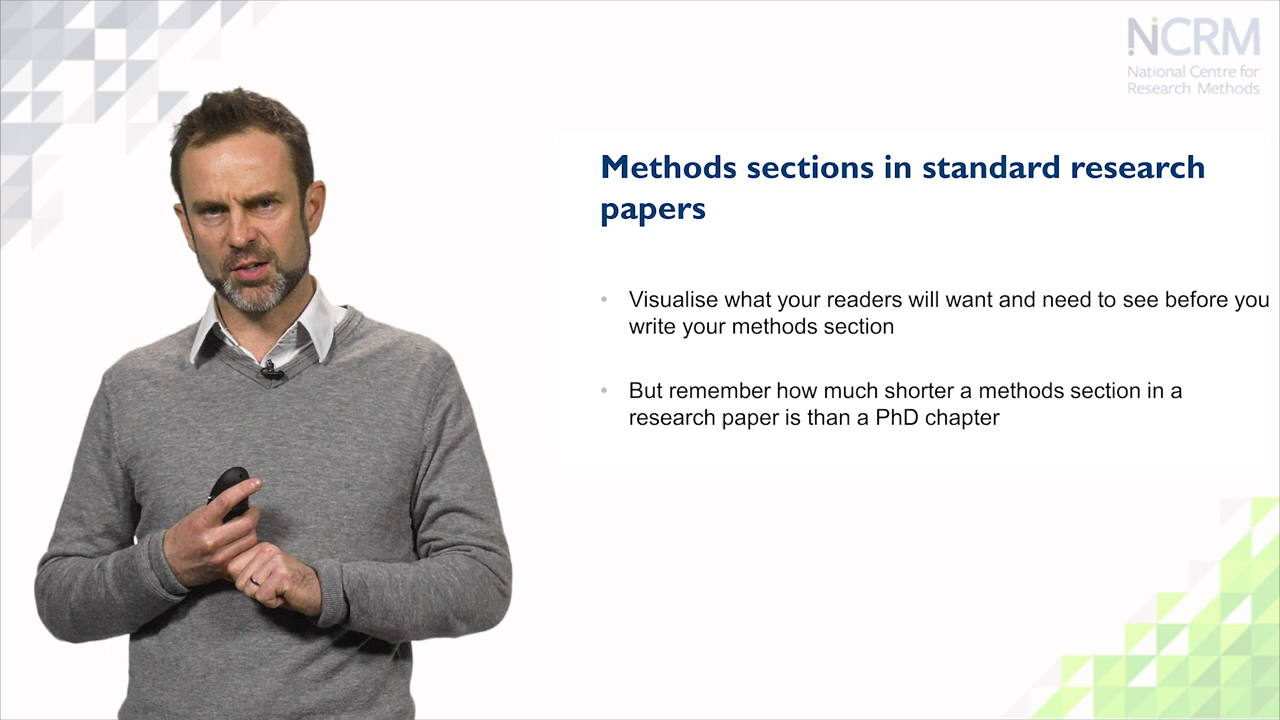 NCRM
National Centre for
Research Methods
Methods sections in standard research
papers
• Visualise what your readers will want and need to see before you
write your methods section
• But remember how much shorter a methods section in a
research paper is than a PhD chapter